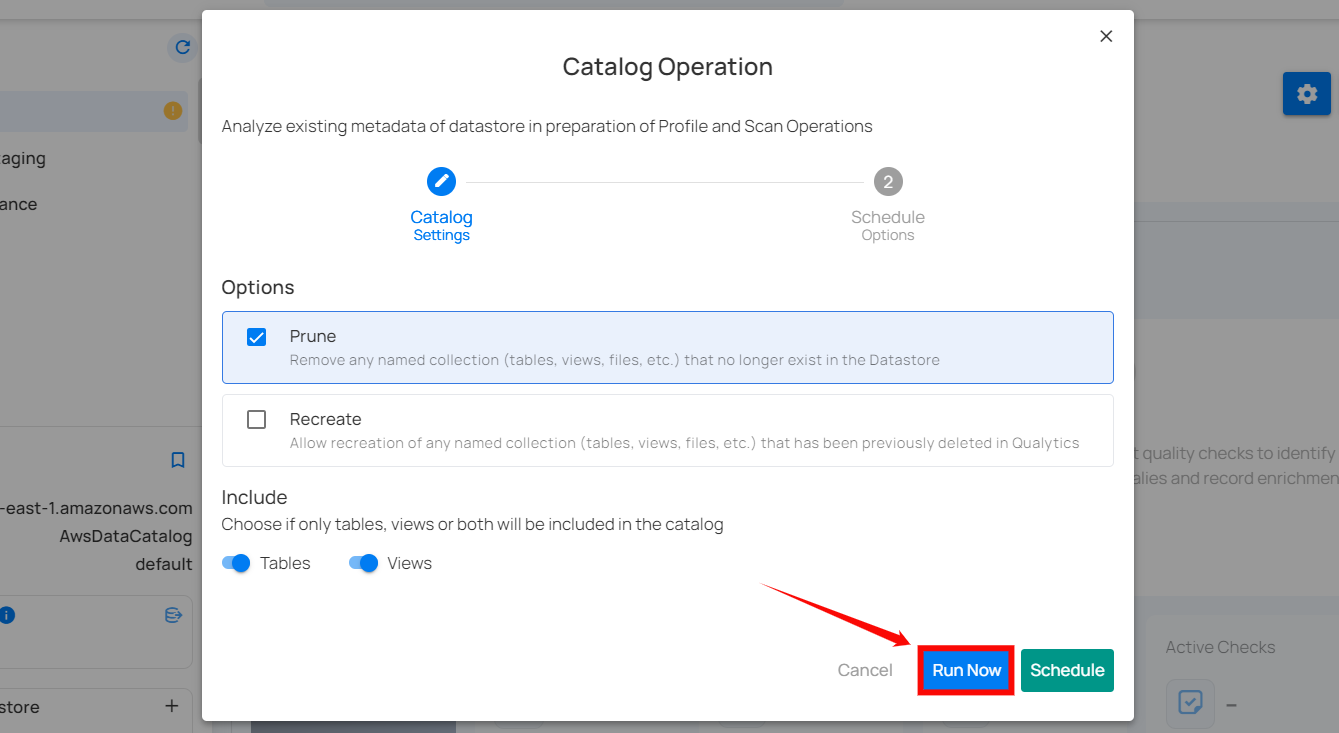 Catalog Operation
Analyze existing metadata of datastore in preparation of Profile and Scan Operations
2
Catalog
Settings
Schedule
Options
Options
Prune
Remove any named collection (tables, views, files, etc.) that no longer exist in the Datastore
Recreate
Allow recreation of any named collection (tables, views, files, etc.) that has been previously deleted in Qualytics
Include
Choose if only tables, views or both will be included in the catalog
Tables
Views
Cancel
Run Now
Schedule
aging
ance
-east-1.amazonaws.com
AwsDataCatalog
default
store
t quality checks to identify
alies and record enrichmen
Active Checks
–